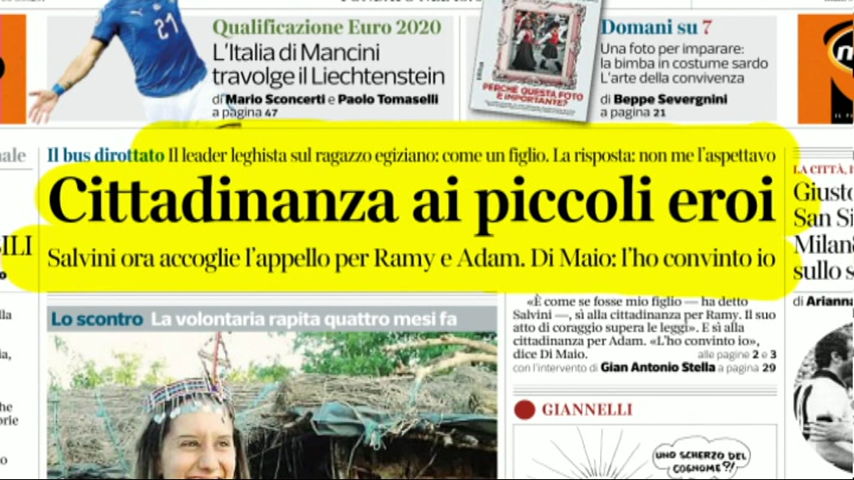 Qualificazione Euro 2020
L'Italia di Mancini
travolge il Liechtenstein
di Mario Sconcerti e Paolo Tomaselli
a pagina 47
21
PERCHÉ QUESTA FOTO
È IMPORTANTE?
Domani su 7
Una foto per imparare:
la bimba in costume sardo
L'arte della convivenza
di Beppe Severgnini
a pagina 21
Il bus dirottato Il leader leghista sul ragazzo egiziano: come un figlio. La risposta: non me l'aspettavo
Cittadinanza ai piccoli eroi
Salvini ora accoglie l'appello per Ramy e Adam. Di Maio: l'ho convinto io
Lo scontro La volontaria rapita quattro mesi fa
«È come se fosse mio figlio — ha detto
Salvini —, sì alla cittadinanza per Ramy. Il suo
atto di coraggio supera le leggi». E sì alla
cittadinanza per Adam. «L'ho convinto io»,
dice Di Maio. alle pagine 2 e 3
con l'intervento di Gian Antonio Stella a pagina 29
GIANNELLI
UNO SCHERZO DEL
COGNOME?!
LA CITTÀ, I
Giusto
San Si
Milan
sullo s
di Arianna